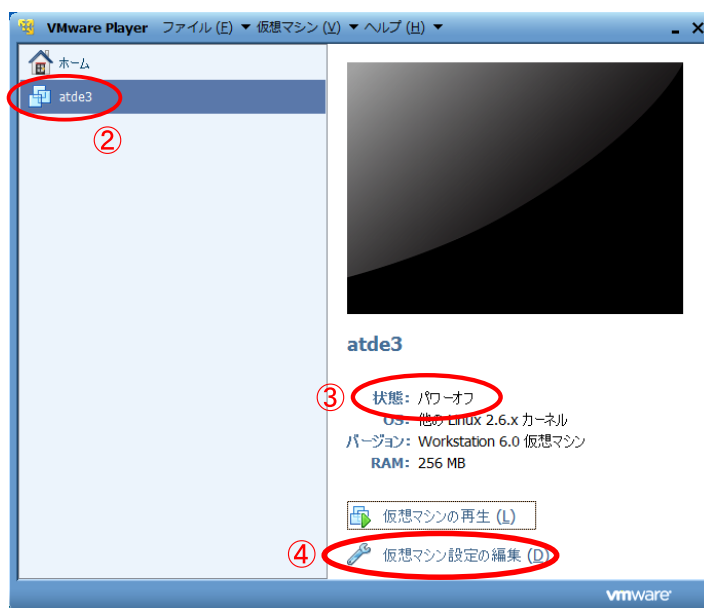 VMware Player ファイル(E) ▼ 仮想マシン(V) ▼ ヘルプ(H) ▼
ホーム
atde3
②
atde3
③ 状態: パワーオフ
OS: 他の Linux 2.6.x カーネル
バージョン: Workstation 6.0 仮想マシン
RAM: 256 MB
仮想マシンの再生 (L)
④ 仮想マシン設定の編集 (D)
vmware